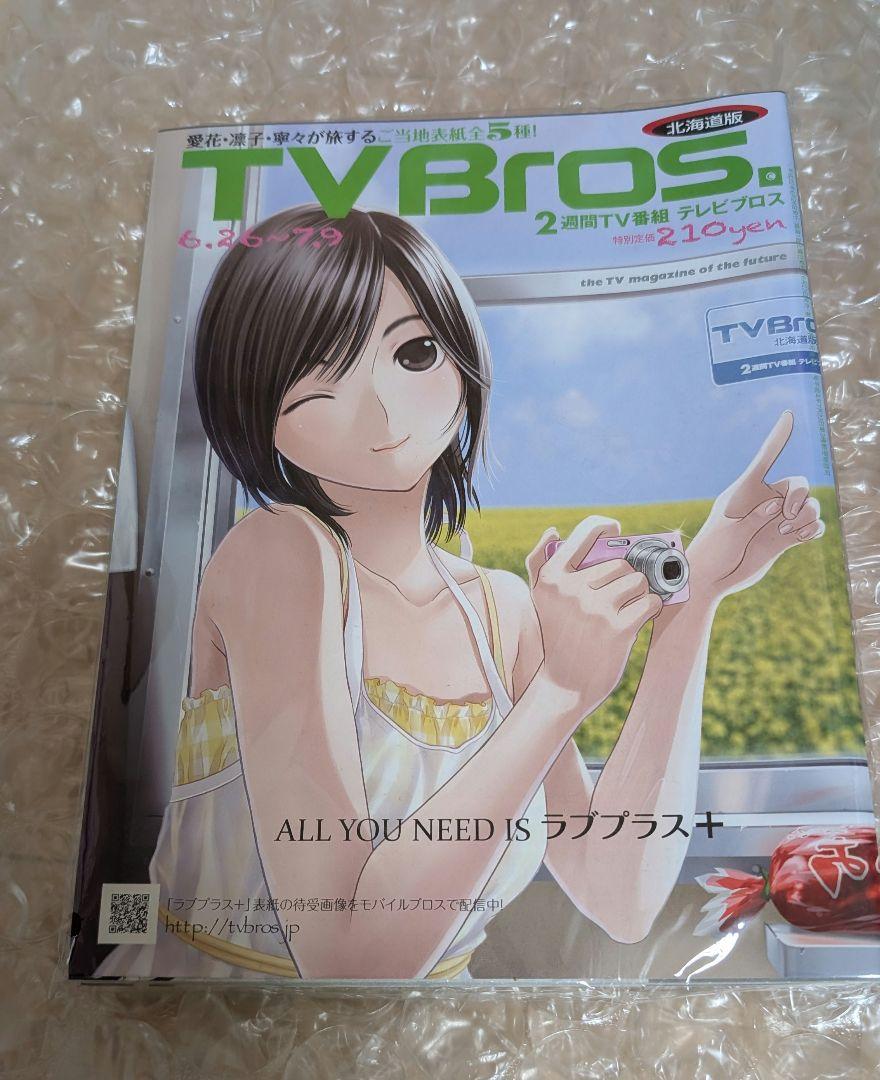 愛花・凛子・寧々が旅するご当地表紙全5種!
北海道版
TVBros.
2週間TV番組 テレビブロス
6.26~7.9
特別定価210yen
the TV magazine of the future
TVBro
北海道版
2週間TV番組 テレビ
ALL YOU NEED IS ラブプラス+
「ラブプラス+」表紙の待受画像をモバイルブロスで配信中!
http://tvbros.jp